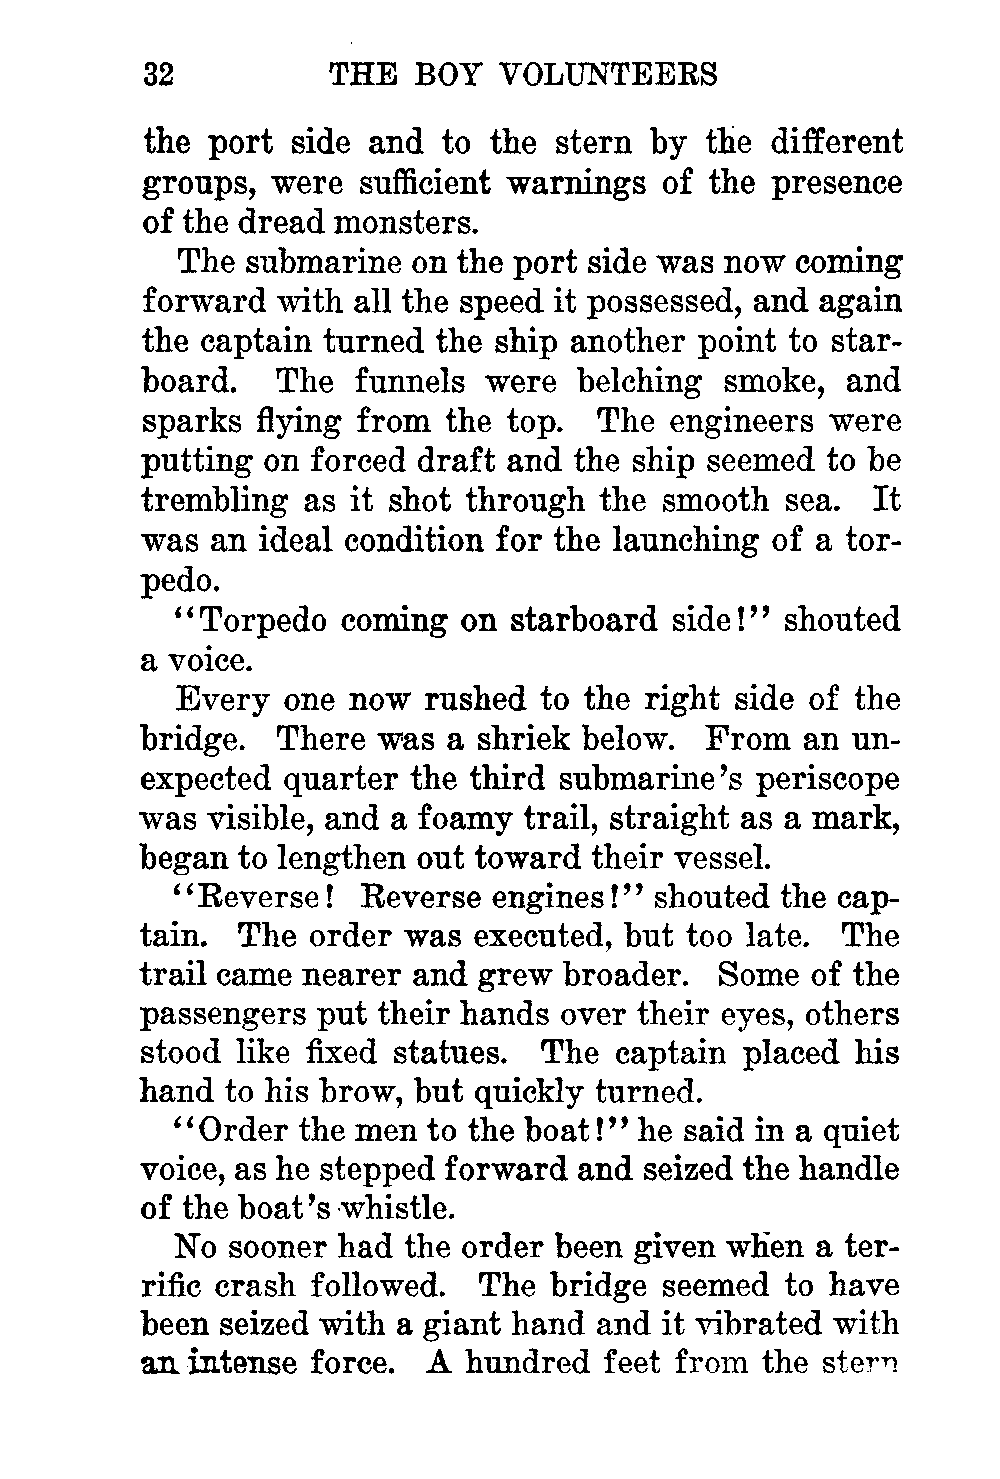 32 THE BOY VOLUNTEERS
the port side and to the stern by the different
groups, were sufficient warnings of the presence
of the dread monsters.
The submarine on the port side was now coming
forward with all the speed it possessed, and again
the captain turned the ship another point to star-
board. The funnels were belching smoke, and
sparks flying from the top. The engineers were
putting on forced draft and the ship seemed to be
trembling as it shot through the smooth sea. It
was an ideal condition for the launching of a tor-
pedo.
“Torpedo coming on starboard side!” shouted
a voice.
Every one now rushed to the right side of the
bridge. There was a shriek below. From an un-
expected quarter the third submarine's periscope
was visible, and a foamy trail, straight as a mark,
began to lengthen out toward their vessel.
“Reverse! Reverse engines!” shouted the cap-
tain. The order was executed, but too late. The
trail came nearer and grew broader. Some of the
passengers put their hands over their eyes, others
stood like fixed statues. The captain placed his
hand to his brow, but quickly turned.
“Order the men to the boat!” he said in a quiet
voice, as he stepped forward and seized the handle
of the boat's whistle.
No sooner had the order been given when a ter-
rific crash followed. The bridge seemed to have
been seized with a giant hand and it vibrated with
an intense force. A hundred feet from the stern